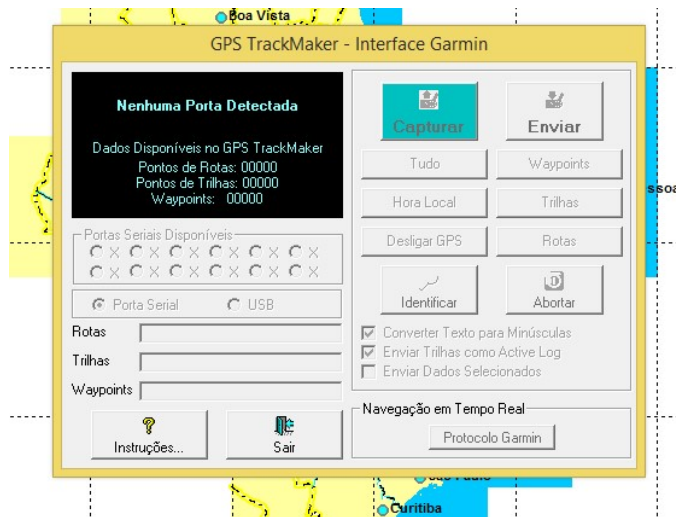 Boa Vista
GPS TrackMaker - Interface Garmin
Nenhuma Porta Detectada
Dados Disponíveis no GPS TrackMaker
Pontos de Rotas: 00000
Pontos de Trilhas: 00000
Waypoints: 00000
Portas Seriais Disponíveis
X X X X X X
X X X X X X
Porta Serial USB
Rotas
Trilhas
Waypoints
Instruções... Sair
Capturar Enviar
Tudo Waypoints
Hora Local Trilhas
Desligar GPS Rotas
Identificar Abortar
Converter Texto para Minúsculas
Enviar Trilhas como Active Log
Enviar Dados Selecionados
Navegação em Tempo Real
Protocolo Garmin
ssoa
Curitiba